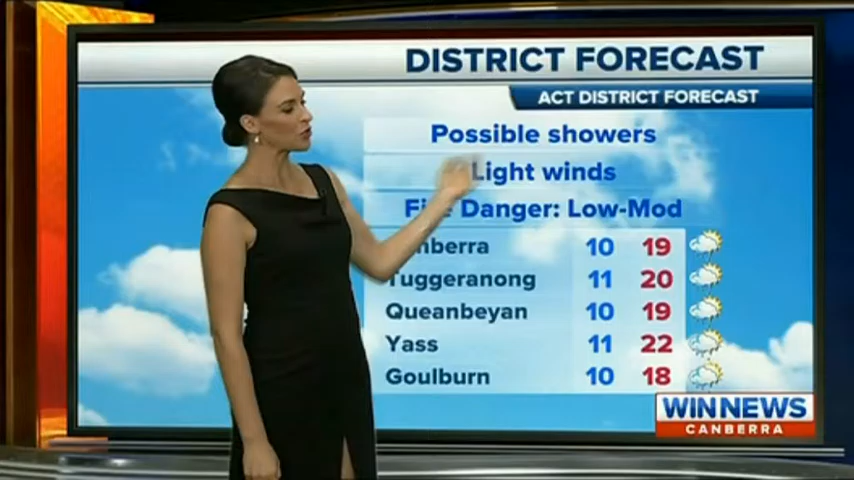 DISTRICT FORECAST
ACT DISTRICT FORECAST
Possible showers
Light winds
Danger: Low-Mod
10 19
Tuggeranong 11 20
Queanbeyan 10 19
Yass 11 22
Goulburn 10 18
WIN NEWS
CANBERRA